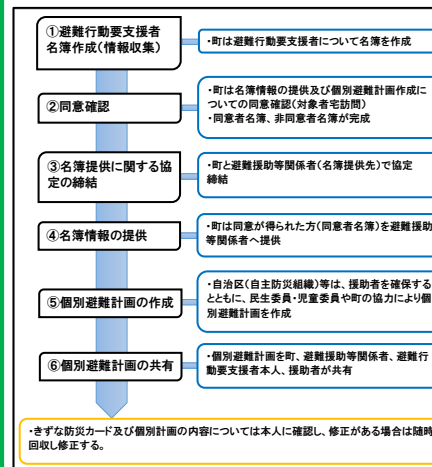 ①避難行動要支援者
名簿作成(情報収集)
・町は避難行動要支援者について名簿を作成
②同意確認
・町は名簿情報の提供及び個別避難計画作成に
ついての同意確認(対象者宅訪問)
・同意者名簿、非同意者名簿が完成
③名簿提供に関する協
定の締結
・町と避難援助等関係者(名簿提供先)で協定
締結
④名簿情報の提供
・町は同意が得られた方(同意者名簿)を避難援助
等関係者へ提供
⑤個別避難計画の作成
・自治区(自主防災組織)等は、援助者を確保する
とともに、民生委員・児童委員や町の協力により個
別避難計画を作成
⑥個別避難計画の共有
・個別避難計画を町、避難援助等関係者、避難行
動要支援者本人、援助者が共有
・きずな防災カード及び個別計画の内容については本人に確認し、修正がある場合は随時
回収し修正する。